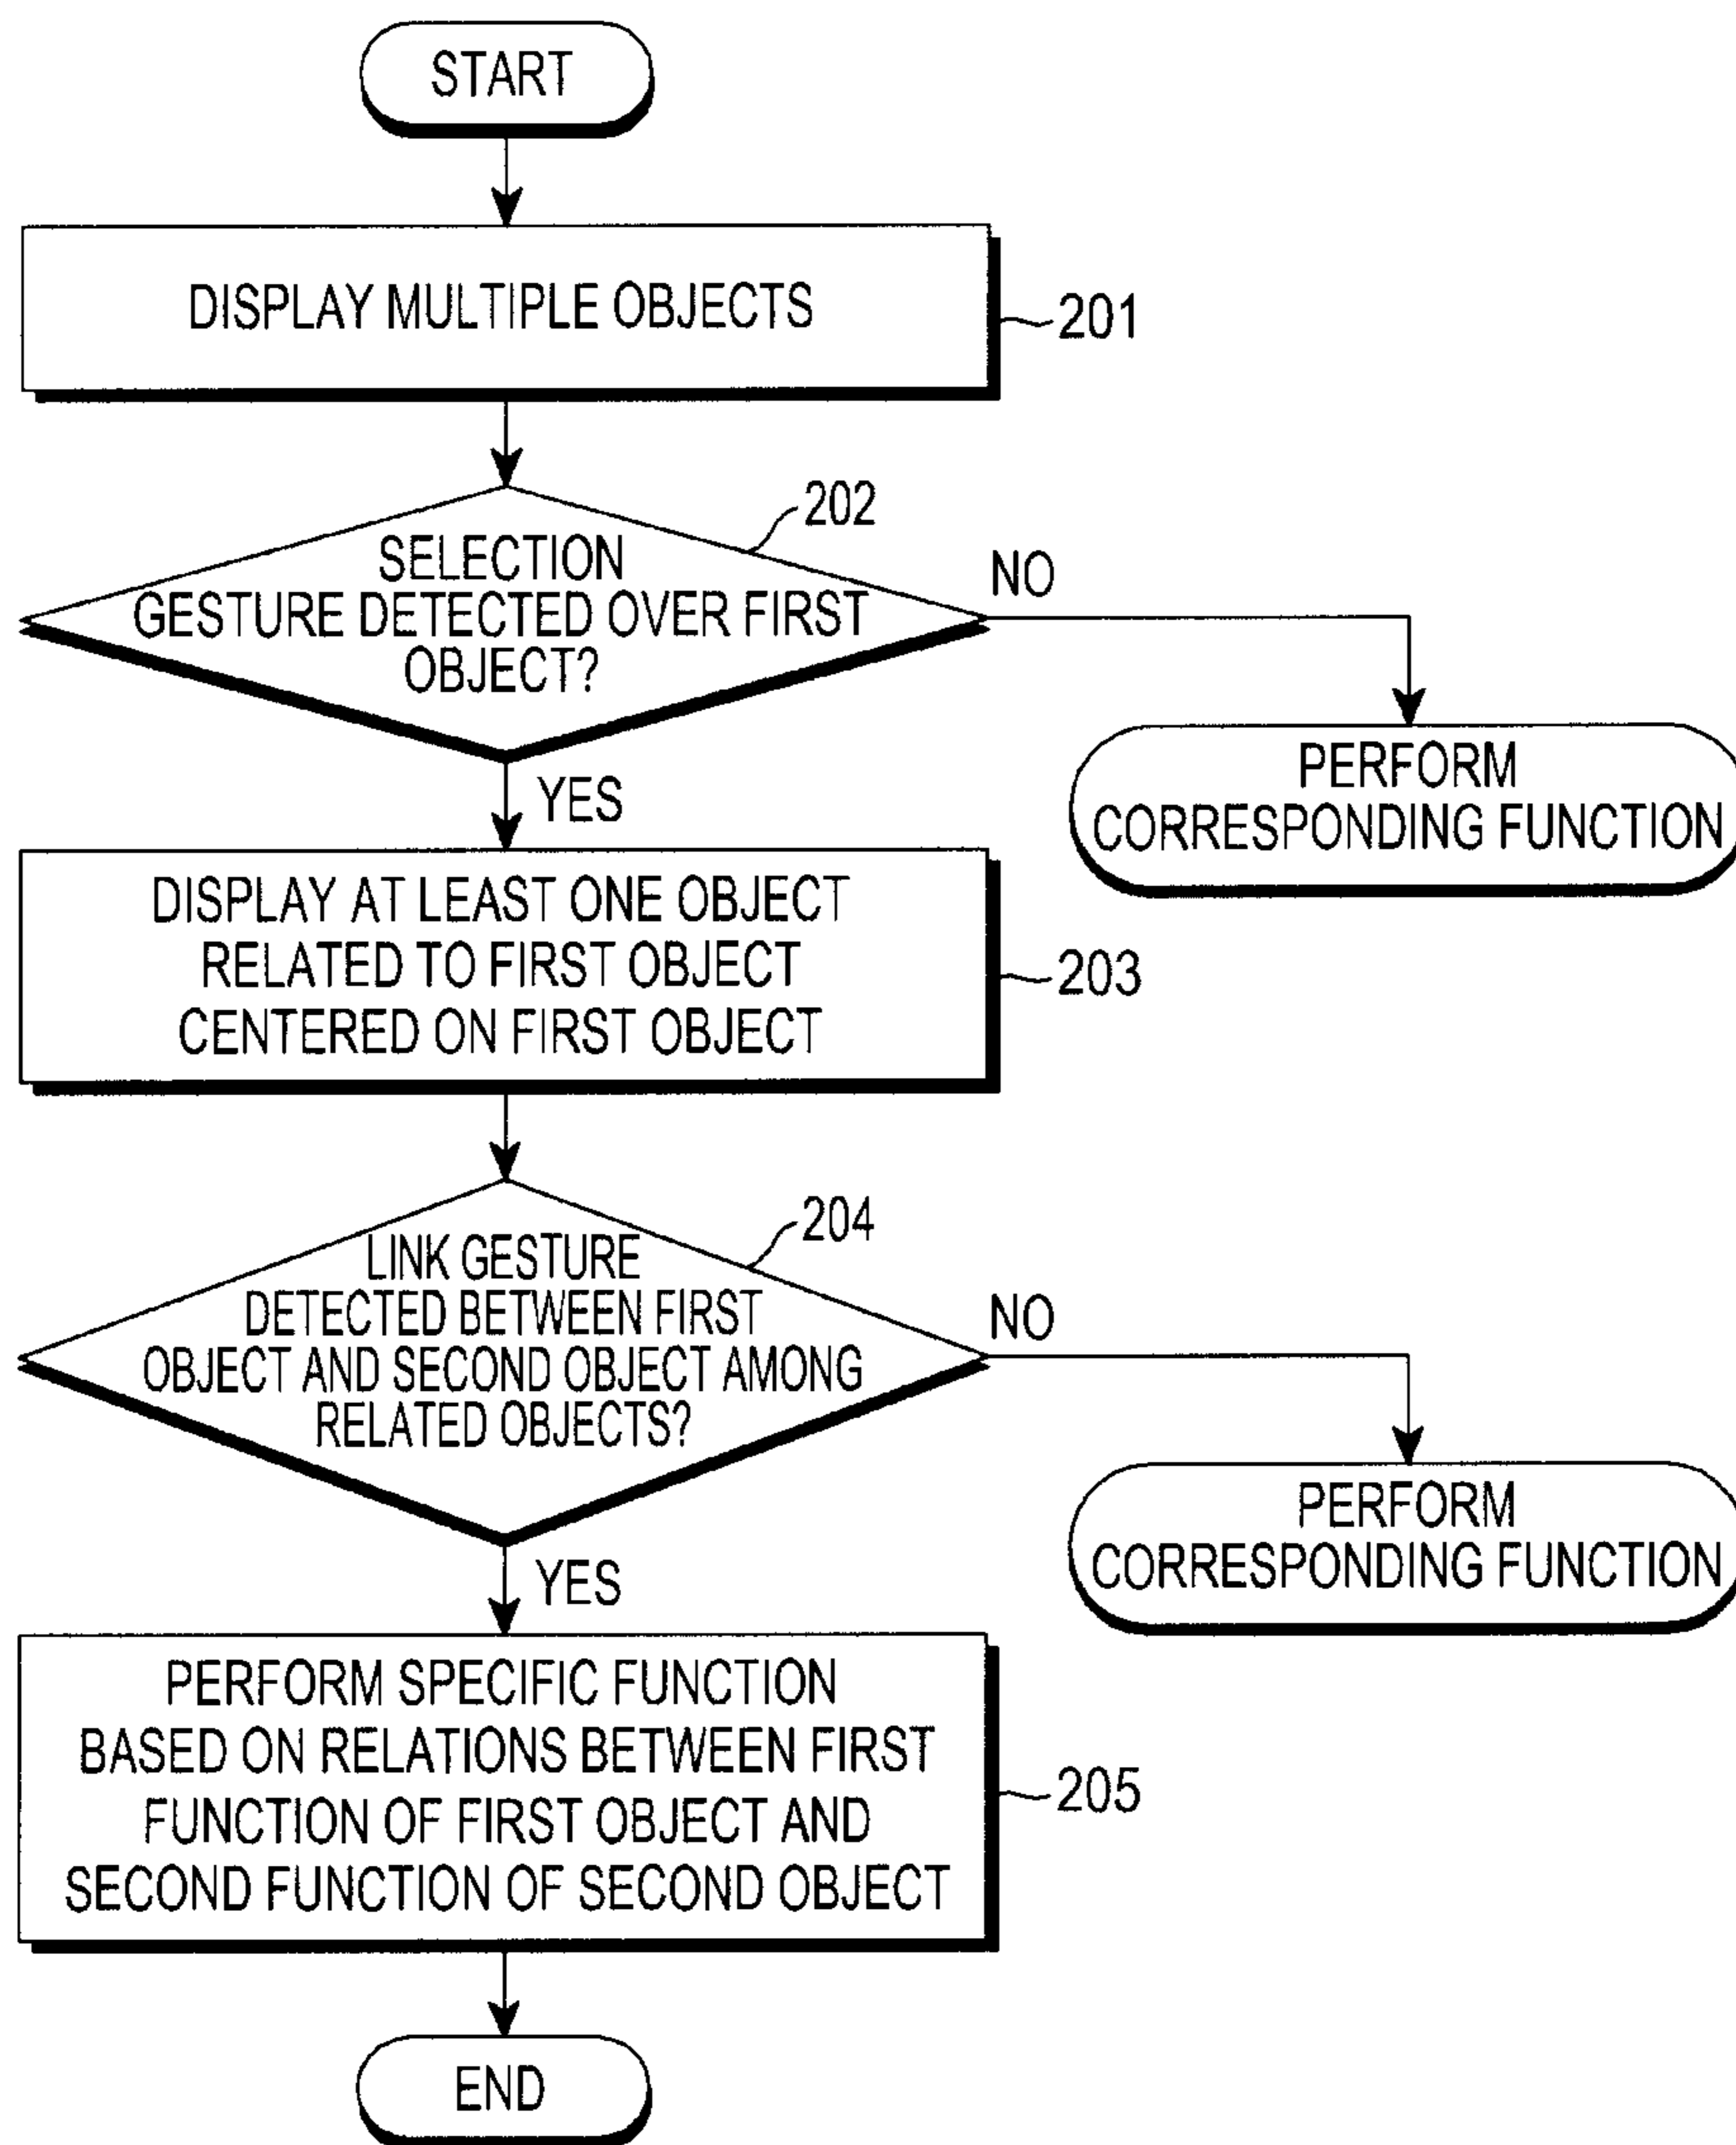 START
DISPLAY MULTIPLE OBJECTS
201
202
SELECTION
GESTURE DETECTED OVER FIRST
OBJECT?
NO
PERFORM
CORRESPONDING FUNCTION
YES
DISPLAY AT LEAST ONE OBJECT
RELATED TO FIRST OBJECT
CENTERED ON FIRST OBJECT
203
204
LINK GESTURE
DETECTED BETWEEN FIRST
OBJECT AND SECOND OBJECT AMONG
RELATED OBJECTS?
NO
PERFORM
CORRESPONDING FUNCTION
YES
PERFORM SPECIFIC FUNCTION
BASED ON RELATIONS BETWEEN FIRST
FUNCTION OF FIRST OBJECT AND
SECOND FUNCTION OF SECOND OBJECT
205
END